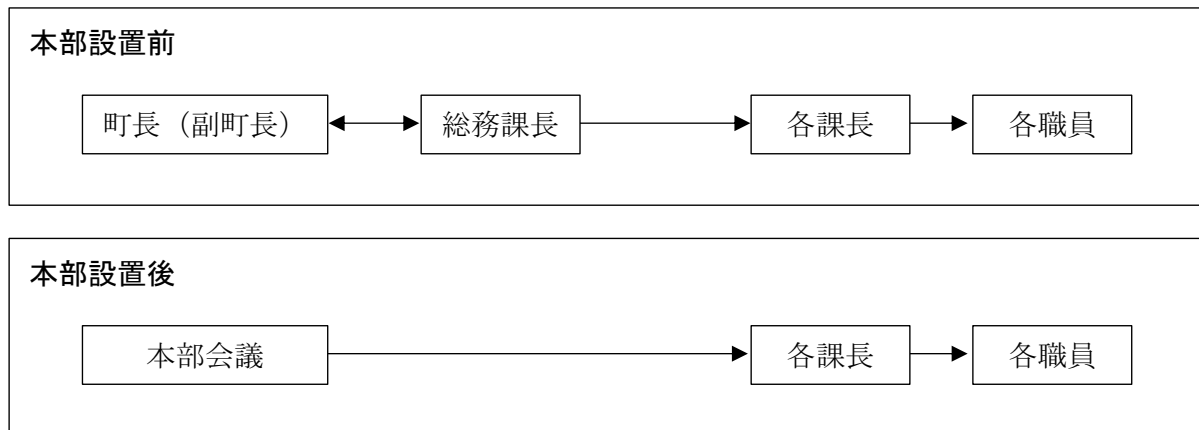 本部設置前
町長（副町長） 総務課長 各課長 各職員
本部設置後
本部会議 各課長 各職員